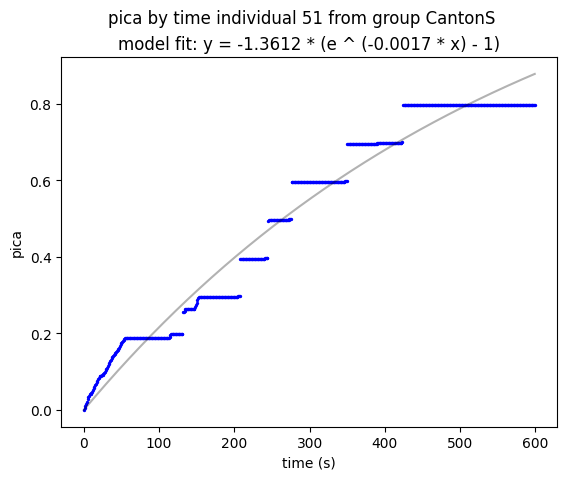 pica by time individual 51 from group CantonS
model fit: y = -1.3612 * (e ^ (-0.0017 * x) - 1)
0.8
0.6
0.4
0.2
0.0
pica
0 100 200 300 400 500 600
time (s)